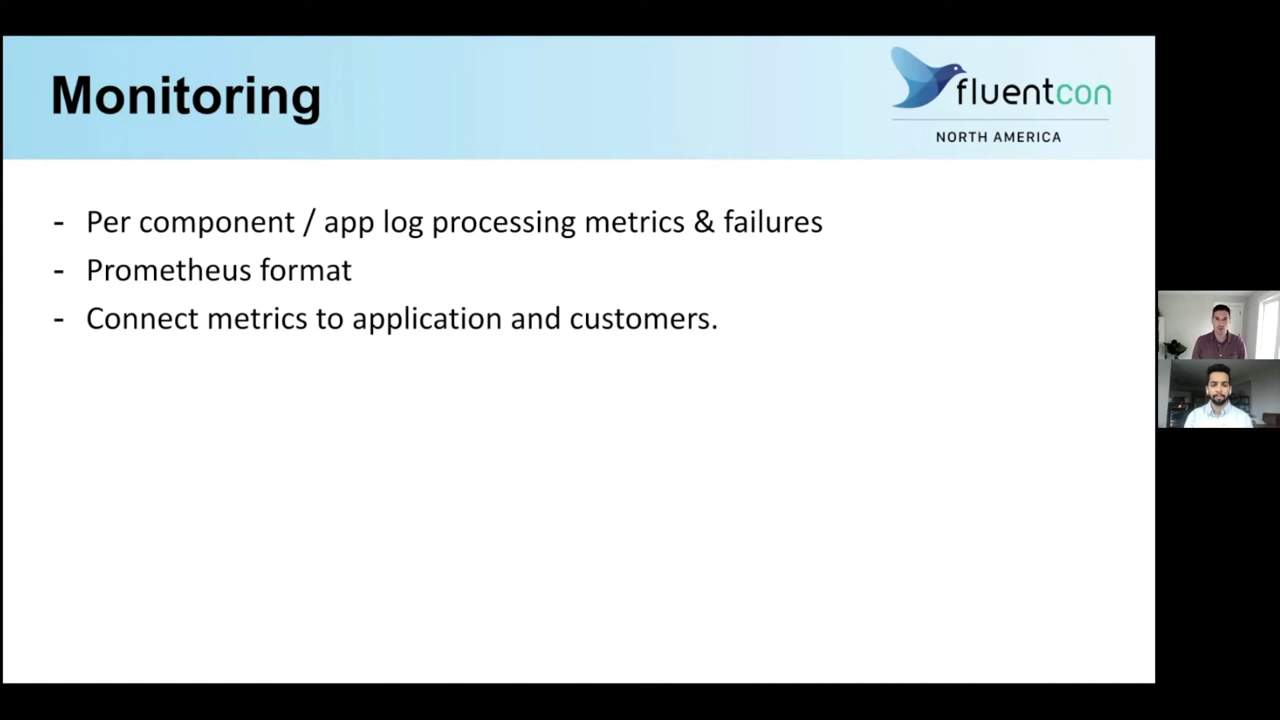 Monitoring
fluentcon
NORTH AMERICA
- Per component / app log processing metrics & failures
- Prometheus format
- Connect metrics to application and customers.